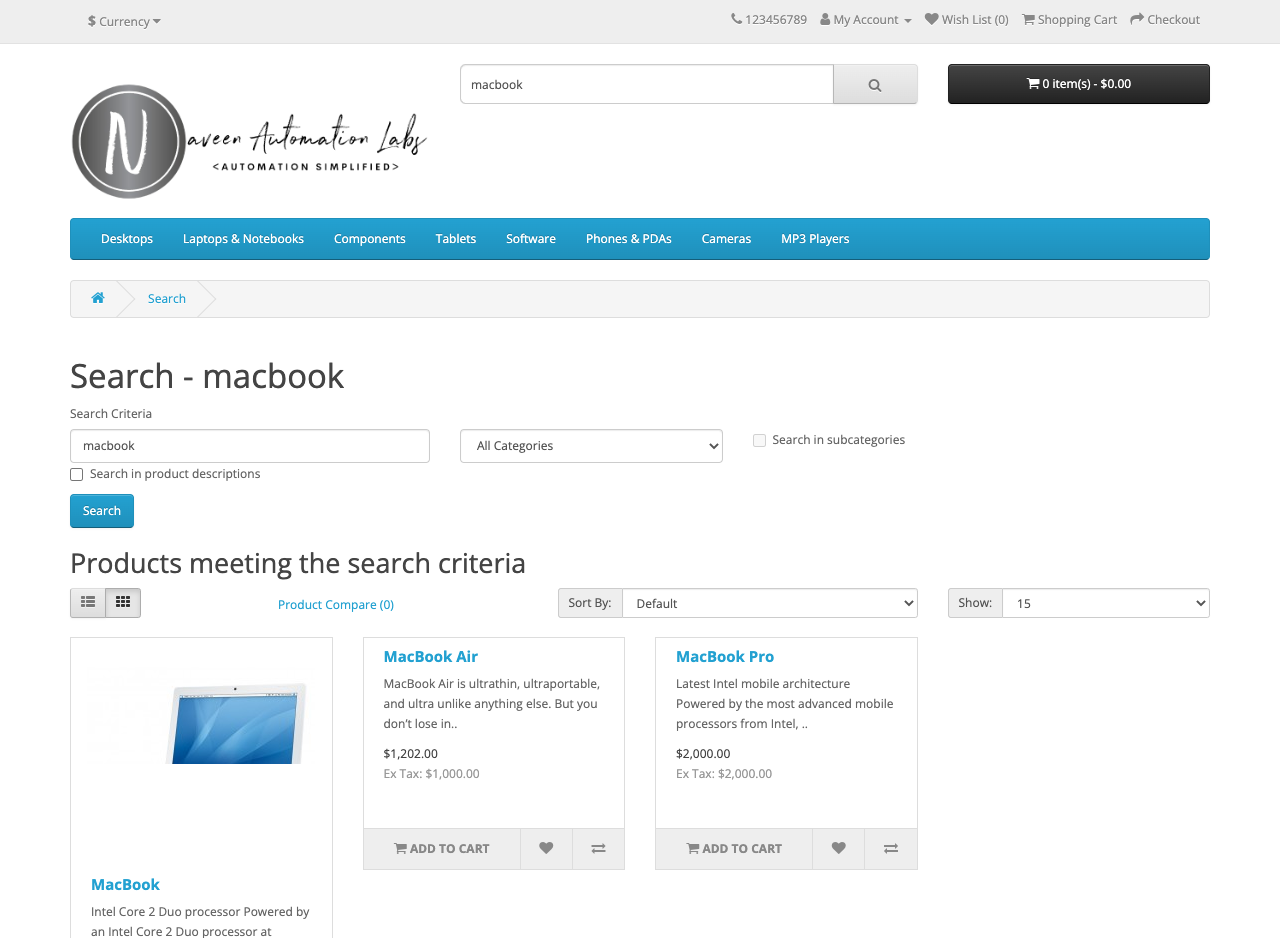 $ Currency
123456789 My Account Wish List (0) Shopping Cart Checkout
macbook
0 item(s) - $0.00
N
aveen Automation Labs
<AUTOMATION SIMPLIFIED>
Desktops Laptops & Notebooks Components Tablets Software Phones & PDAs Cameras MP3 Players
Search
Search - macbook
Search Criteria
macbook
All Categories
Search in subcategories
Search in product descriptions
Search
Products meeting the search criteria
Product Compare (0)
Sort By: Default
Show: 15
MacBook
Intel Core 2 Duo processor Powered by
an Intel Core 2 Duo processor at
MacBook Air
MacBook Air is ultrathin, ultraportable,
and ultra unlike anything else. But you
don't lose in..
$1,202.00
Ex Tax: $1,000.00
ADD TO CART
MacBook Pro
Latest Intel mobile architecture
Powered by the most advanced mobile
processors from Intel, ..
$2,000.00
Ex Tax: $2,000.00
ADD TO CART